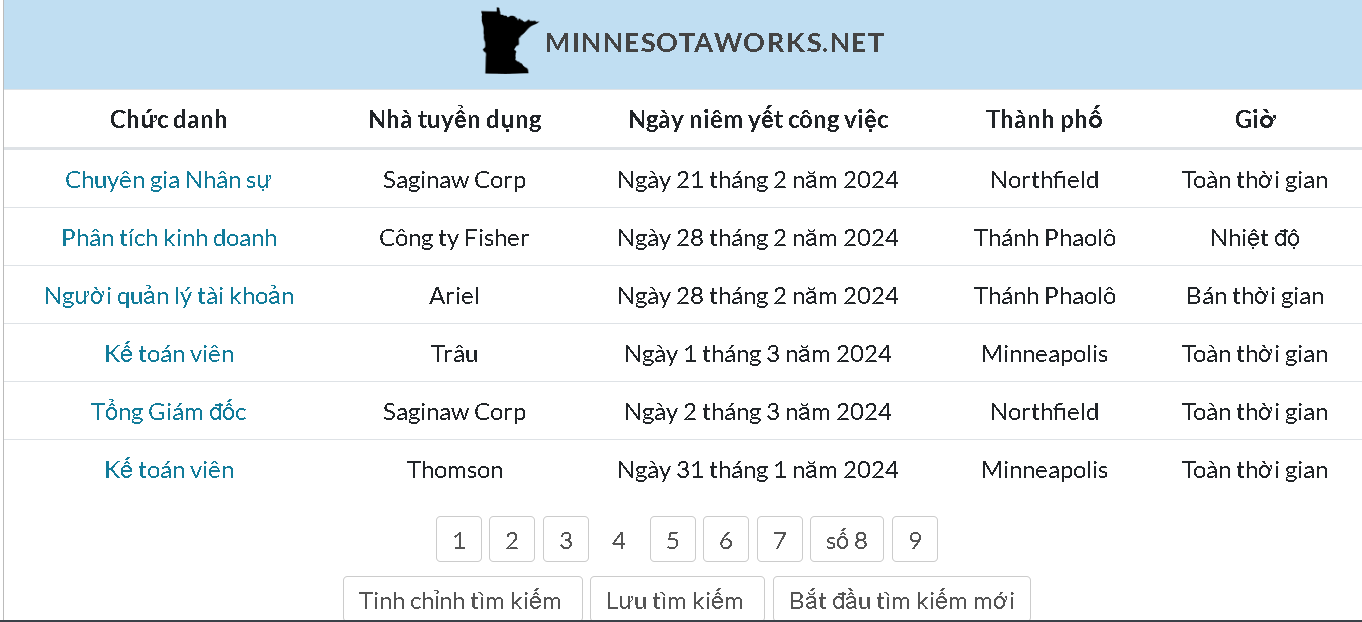 MINNESOTAWORKS.NET
Chức danh Nhà tuyển dụng Ngày niêm yết công việc Thành phố Giờ
Chuyên gia Nhân sự Saginaw Corp Ngày 21 tháng 2 năm 2024 Northfield Toàn thời gian
Phân tích kinh doanh Công ty Fisher Ngày 28 tháng 2 năm 2024 Thánh Phaolô Nhiệt độ
Người quản lý tài khoản Ariel Ngày 28 tháng 2 năm 2024 Thánh Phaolô Bán thời gian
Kế toán viên Trâu Ngày 1 tháng 3 năm 2024 Minneapolis Toàn thời gian
Tổng Giám đốc Saginaw Corp Ngày 2 tháng 3 năm 2024 Northfield Toàn thời gian
Kế toán viên Thomson Ngày 31 tháng 1 năm 2024 Minneapolis Toàn thời gian
1 2 3 4 5 6 7 số 8 9
Tinh chỉnh tìm kiếm Lưu tìm kiếm Bắt đầu tìm kiếm mới